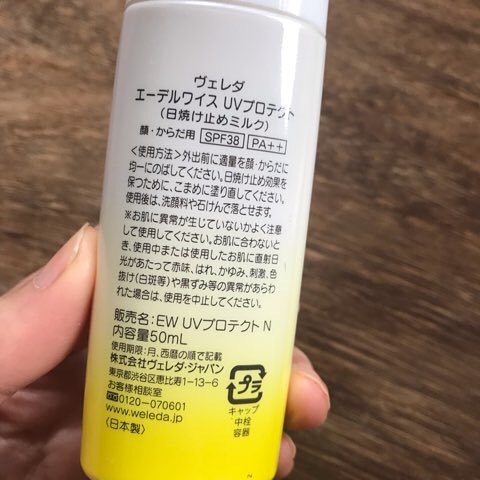 ヴェレダ
エーデルワイス UVプロテクト
(日焼け止めミルク)
顔・からだ用 SPF38 PA++
<使用方法>外出前に適量を顔・からだに
均一にのばしてください。日焼け止め効果を
保つために、こまめに塗り直してください。
使用後は、洗顔料や石けんで落とせます。
※お肌に異常が生じていないかよく注意
して使用してください。お肌に合わないと
き、使用中または使用したお肌に直射日
光があたって赤味、はれ、かゆみ、刺激、色
抜け(白斑等)や黒ずみ等の異常があらわ
れた場合は、使用を中止してください。
販売名:EW UVプロテクト N
内容量50mL
使用期限:月、西暦の順で記載
株式会社ヴェレダ・ジャパン
東京都渋谷区恵比寿1-13-6
お客様相談室
0120-070601
www.weleda.jp
<日本製>
プラ
キャップ
中栓
容器